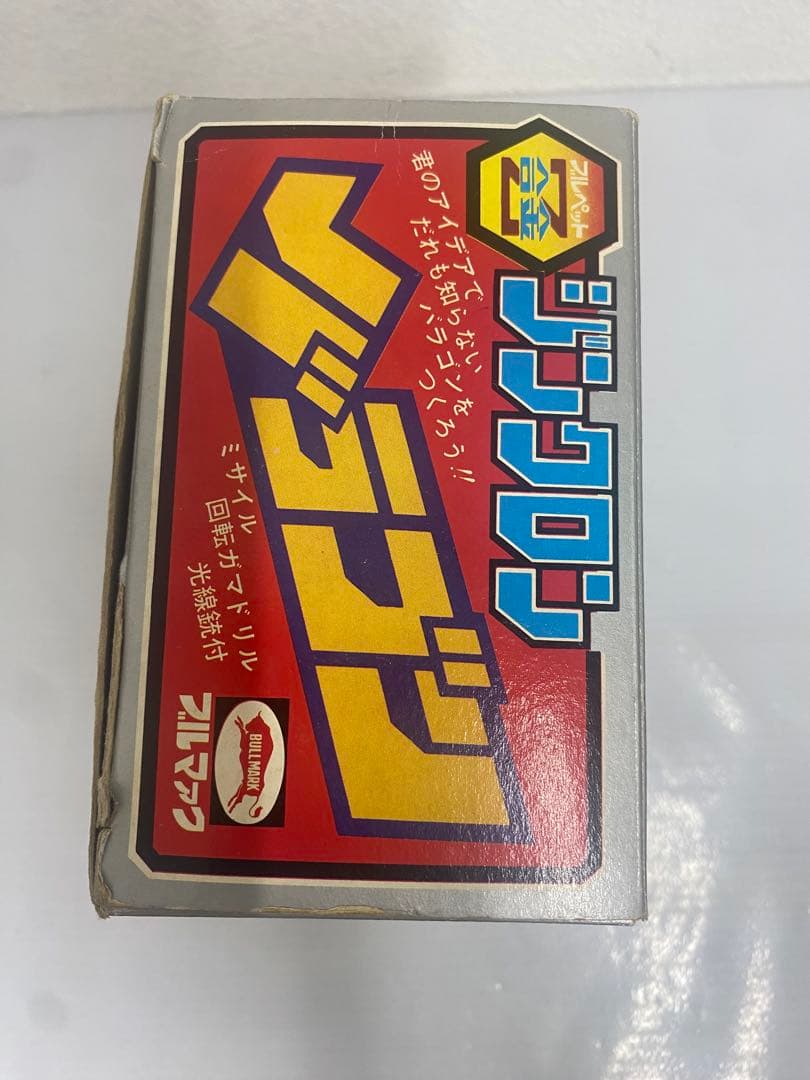 ブルペット
Z合金
ジンクロン
君のアイデアで
だれも知らない
バラゴンを
つくろう!!
バラゴン
ミサイル
回転ガマドリル
光線銃付
BULLMARK
ブルマァク